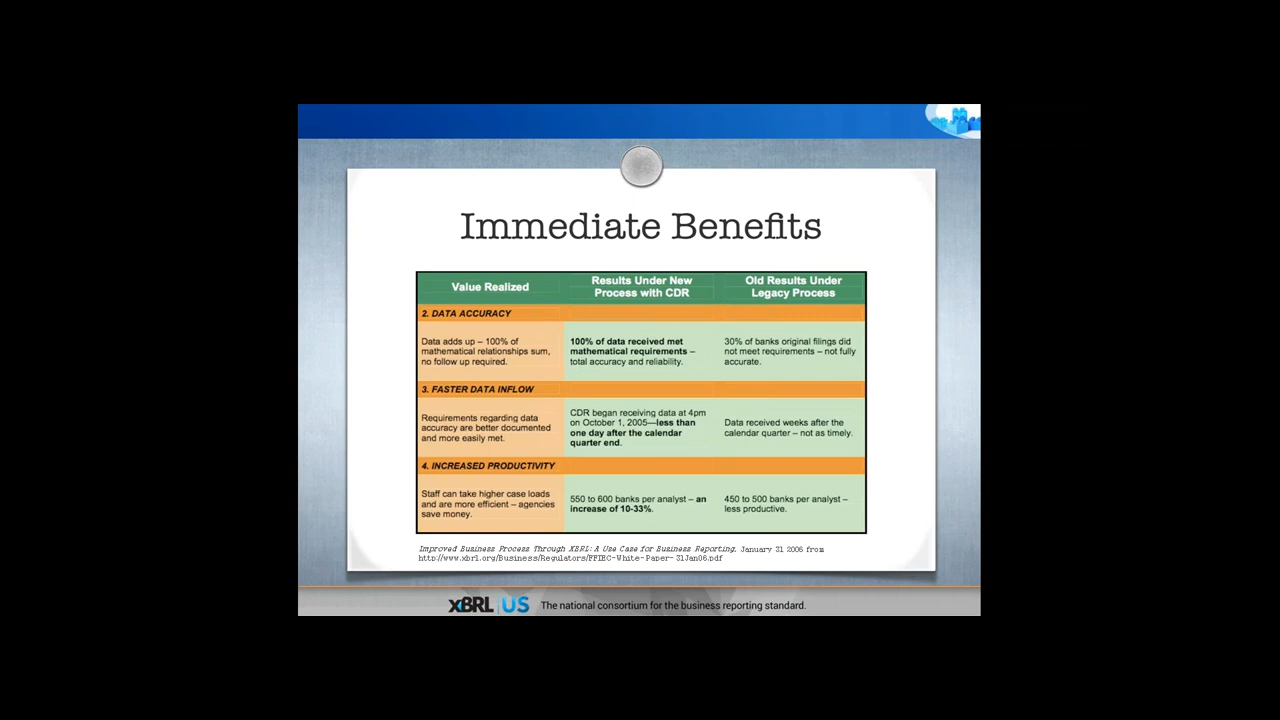 Immediate Benefits
Value Realized
Results Under New
Process with CDR
Old Results Under
Legacy Process
2. DATA ACCURACY
Data adds up – 100% of
mathematical relationships sum,
no follow up required.
100% of data received met
mathematical requirements –
total accuracy and reliability.
30% of banks original filings did
not meet requirements – not fully
accurate.
3. FASTER DATA INFLOW
Requirements regarding data
accuracy are better documented
and more easily met.
CDR began receiving data at 4pm
on October 1, 2005—less than
one day after the calendar
quarter end.
Data received weeks after the
calendar quarter – not as timely.
4. INCREASED PRODUCTIVITY
Staff can take higher case loads
and are more efficient – agencies
save money.
550 to 600 banks per analyst – an
increase of 10-33%.
450 to 500 banks per analyst –
less productive.
Improved Business Process Through XBRL: A Use Case for Business Reporting, January 31 2006 from
http://www.xbrl.org/Business/Regulators/FFIEC-White-Paper-31Jan06.pdf
XBRL US The national consortium for the business reporting standard.